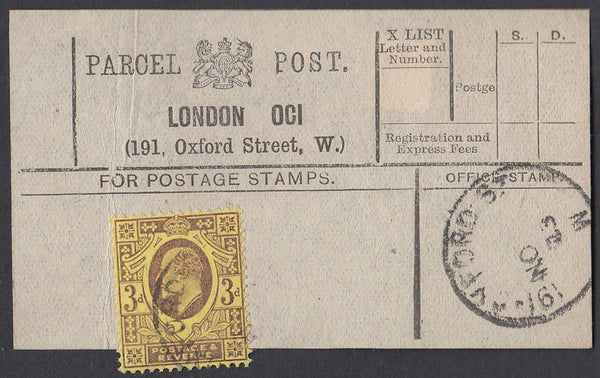 PARCEL POST.
LONDON OCI
(191, Oxford Street, W.)
X LIST
Letter and
Number.
S. D.
Postge
Registration and
Express Fees
FOR POSTAGE STAMPS.
OFFICE STAMP.
3d 3d
POSTAGE &
REVENUE